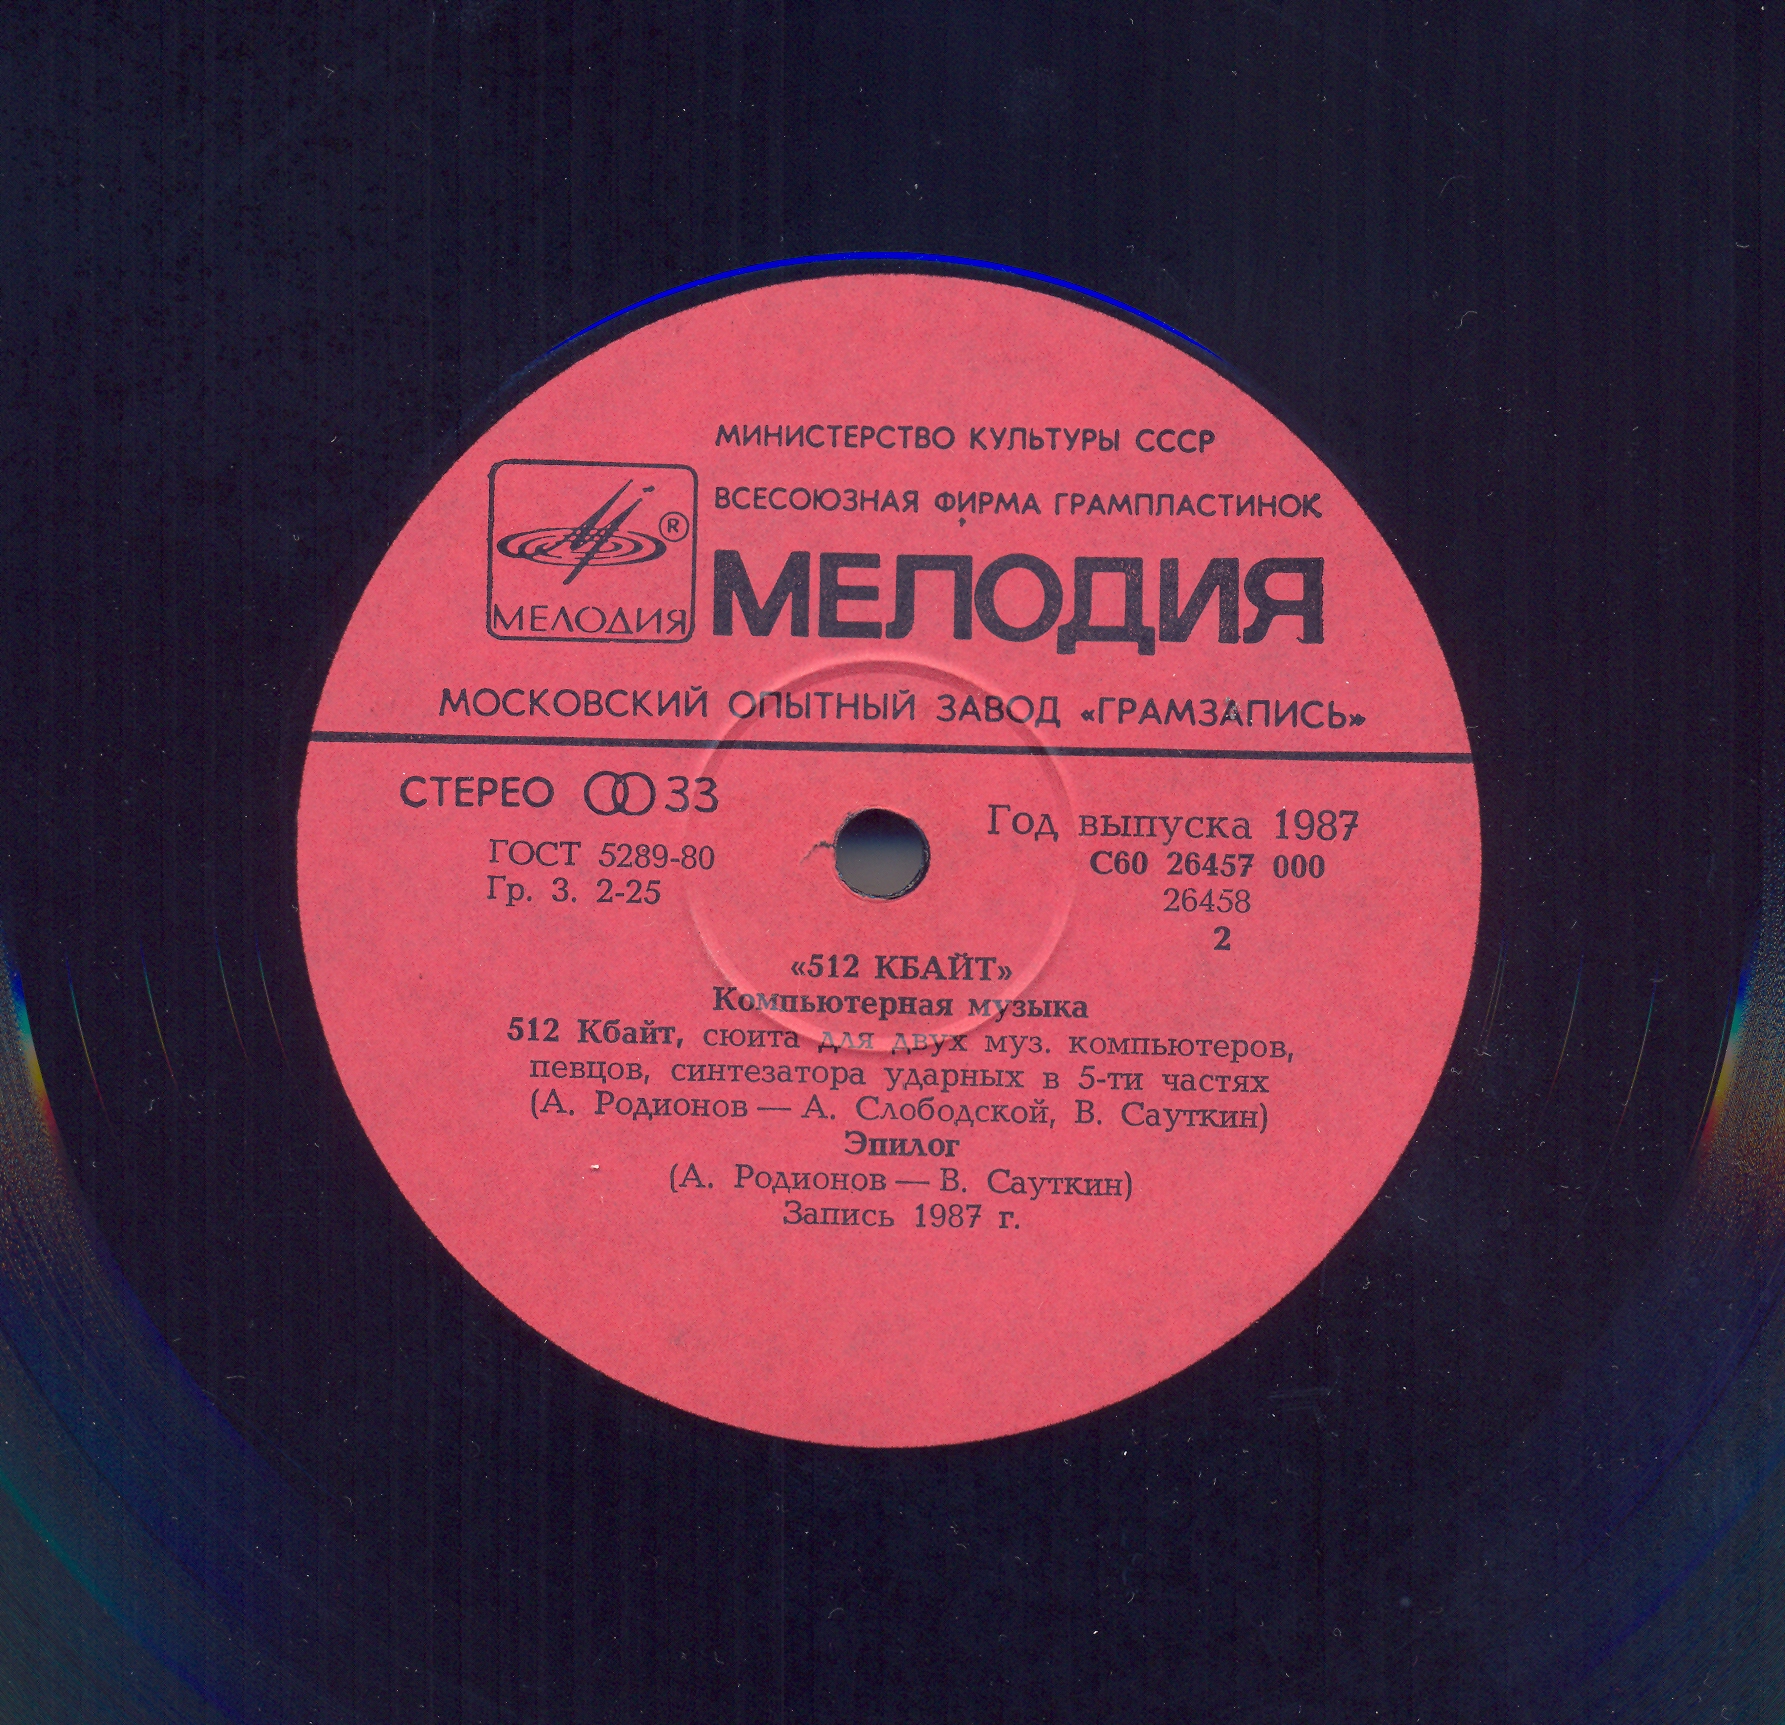 МИНИСТЕРСТВО КУЛЬТУРЫ СССР
ВСЕСОЮЗНАЯ ФИРМА ГРАМПЛАСТИНОК
®
МЕЛОДИЯ
МЕЛОДИЯ
МОСКОВСКИЙ ОПЫТНЫЙ ЗАВОД «ГРАМЗАПИСЬ»
СТЕРЕО 33
ГОСТ 5289-80
Гр. 3. 2-25
Год выпуска 1987
С60 26457 000
26458
2
«512 КБАЙТ»
Компьютерная музыка
512 Кбайт, сюита для двух муз. компьютеров,
певцов, синтезатора ударных в 5-ти частях
(А. Родионов — А. Слободской, В. Сауткин)
Эпилог
(А. Родионов — В. Сауткин)
Запись 1987 г.